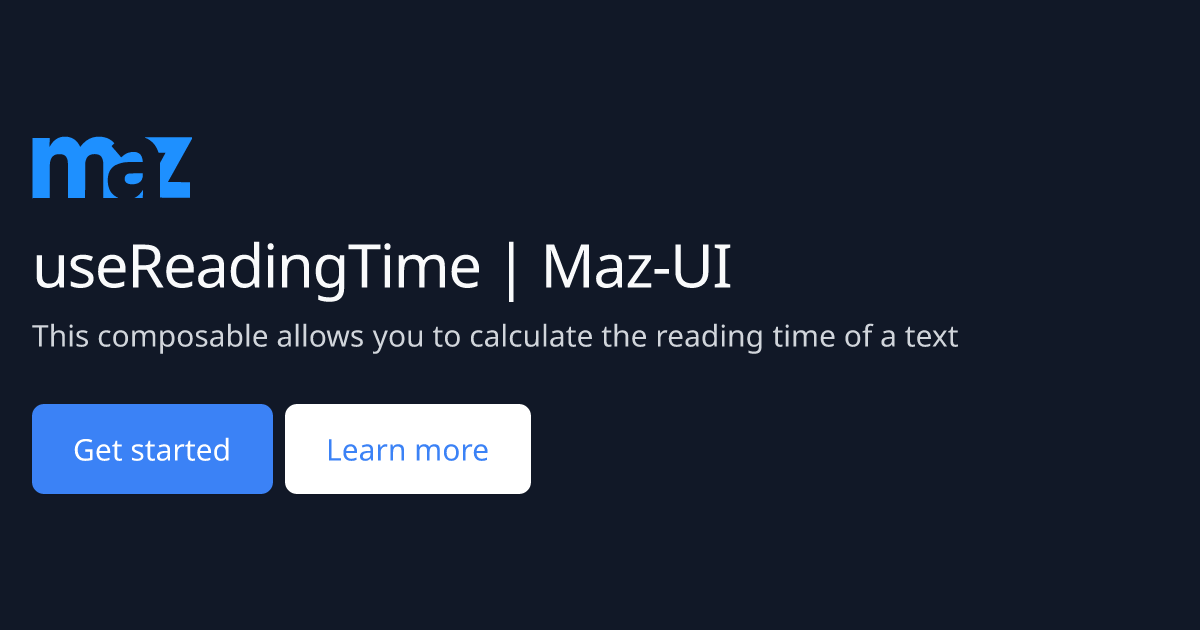 maz
useReadingTime | Maz-UI
This composable allows you to calculate the reading time of a text
Get started
Learn more